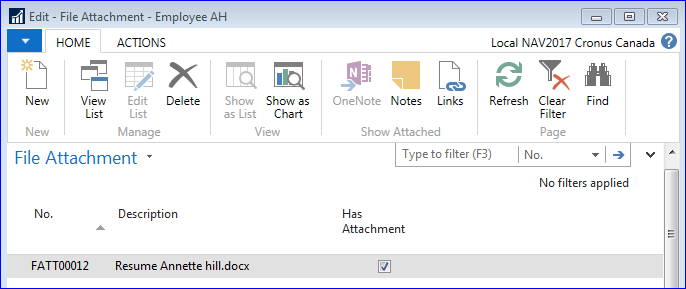 Edit - File Attachment - Employee AH
HOME ACTIONS Local NAV2017 Cronus Canada ?
New View List Edit List Delete Show as List Show as Chart OneNote Notes Links Refresh Clear Filter Find
New Manage View Show Attached Page
File Attachment Type to filter (F3) No.
No filters applied
No. Description Has Attachment
FATT00012 Resume Annette hill.docx